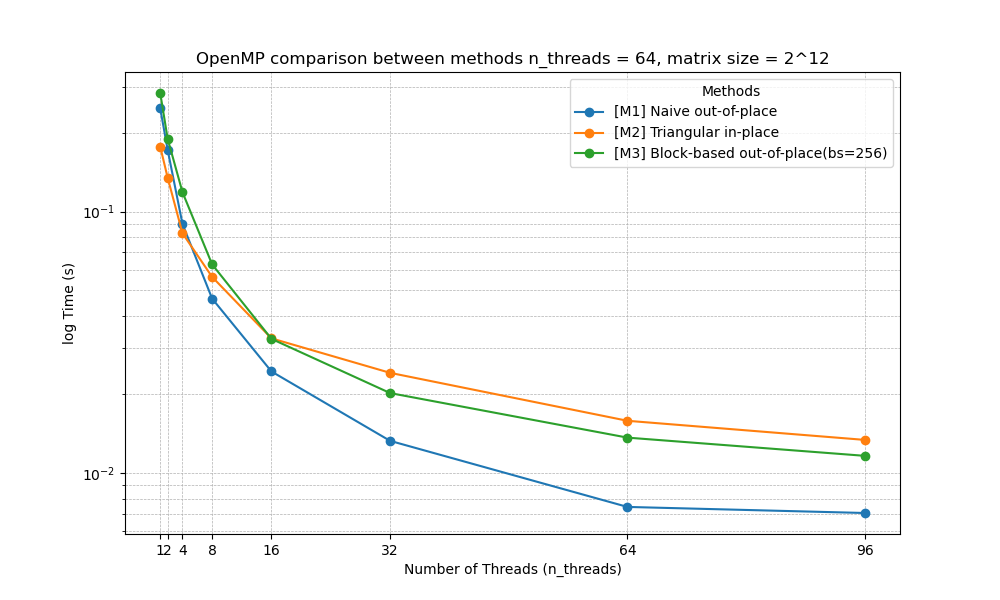 OpenMP comparison between methods n_threads = 64, matrix size = 2^12
Methods
[M1] Naive out-of-place
[M2] Triangular in-place
[M3] Block-based out-of-place(bs=256)
log Time (s)
10⁻¹
10⁻²
1 2 4 8 16 32 64 96
Number of Threads (n_threads)